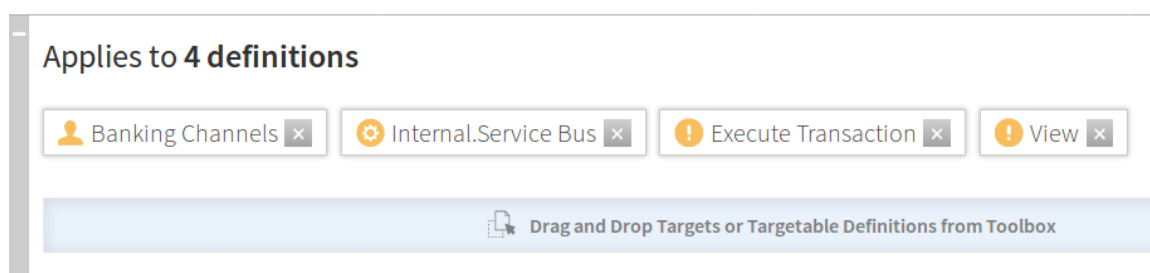 Applies to 4 definitions
Banking Channels Internal.Service Bus Execute Transaction View
Drag and Drop Targets or Targetable Definitions from Toolbox